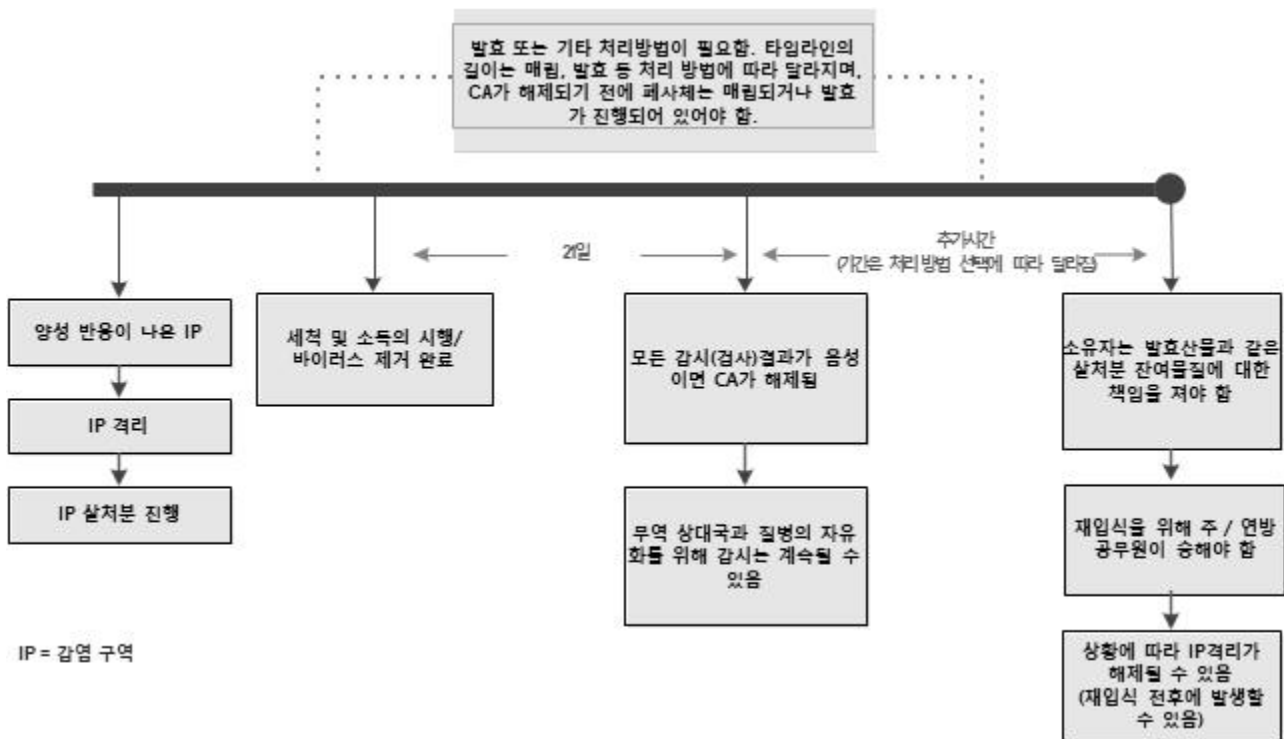 발효 또는 기타 처리방법이 필요함. 타임라인의
길이는 매립, 발효 등 처리 방법에 따라 달라지며,
CA가 해제되기 전에 폐사체는 매립되거나 발효
가 진행되어 있어야 함.
21일
추가시간
(기간은 처리방법 선택에 따라 달라짐)
양성 반응이 나온 IP
IP 격리
IP 살처분 진행
세척 및 소독의 시행/
바이러스 제거 완료
모든 감시(검사)결과가 음성
이면 CA가 해제됨
무역 상대국과 질병의 자유
화를 위해 감시는 계속될 수
있음
소유자는 발효산물과 같은
살처분 잔여물질에 대한
책임을 져야 함
재입식을 위해 주 / 연방
공무원이 승해야 함
상황에 따라 IP격리가
해제될 수 있음
(재입식 전후에 발생할
수 있음)
IP = 감염 구역